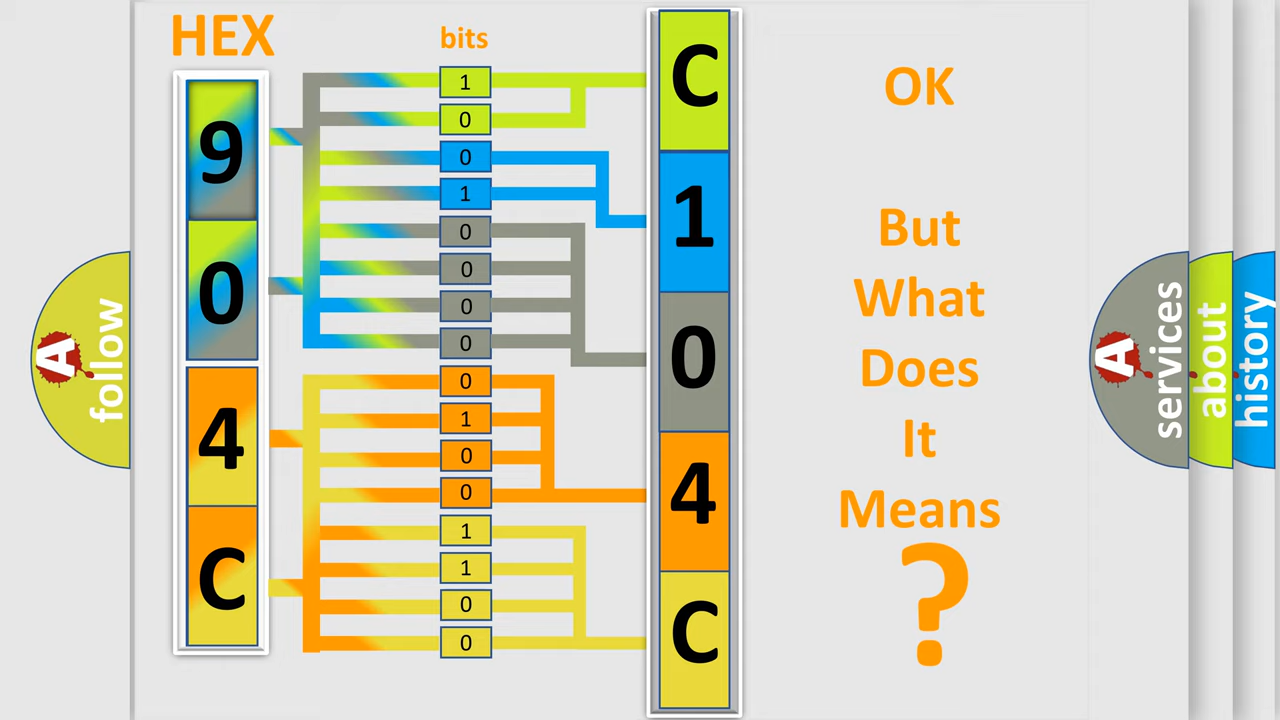 HEX
bits
9
0
4
C
1
0
0
1
0
0
0
0
0
1
0
0
1
1
0
0
C
1
0
4
C
OK
But
What
Does
It
Means
?
A
follow
A
services
about
history